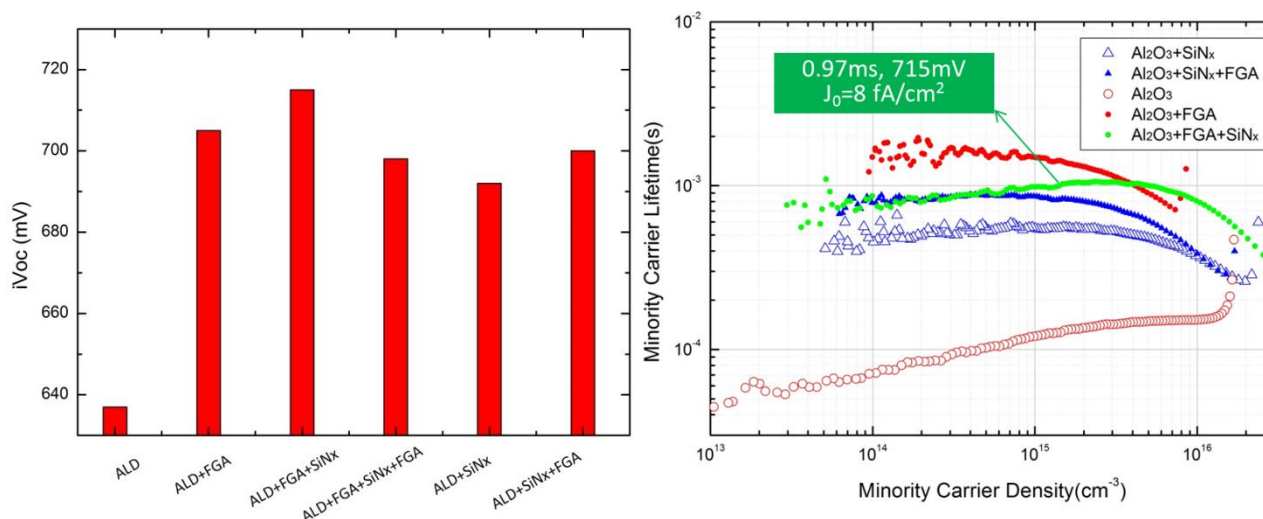 iVoc (mV)
720
700
680
660
640
ALD
ALD+FGA
ALD+FGA+SiNx
ALD+FGA+SiNx+FGA
ALD+SiNx
ALD+SiNx+FGA
Minority Carrier Lifetime(s)
10⁻²
10⁻³
10⁻⁴
0.97ms, 715mV
J₀=8 fA/cm²
Al₂O₃+SiNₓ
Al₂O₃+SiNₓ+FGA
Al₂O₃
Al₂O₃+FGA
Al₂O₃+FGA+SiNₓ
10¹³
10¹⁴
10¹⁵
10¹⁶
Minority Carrier Density(cm⁻³)